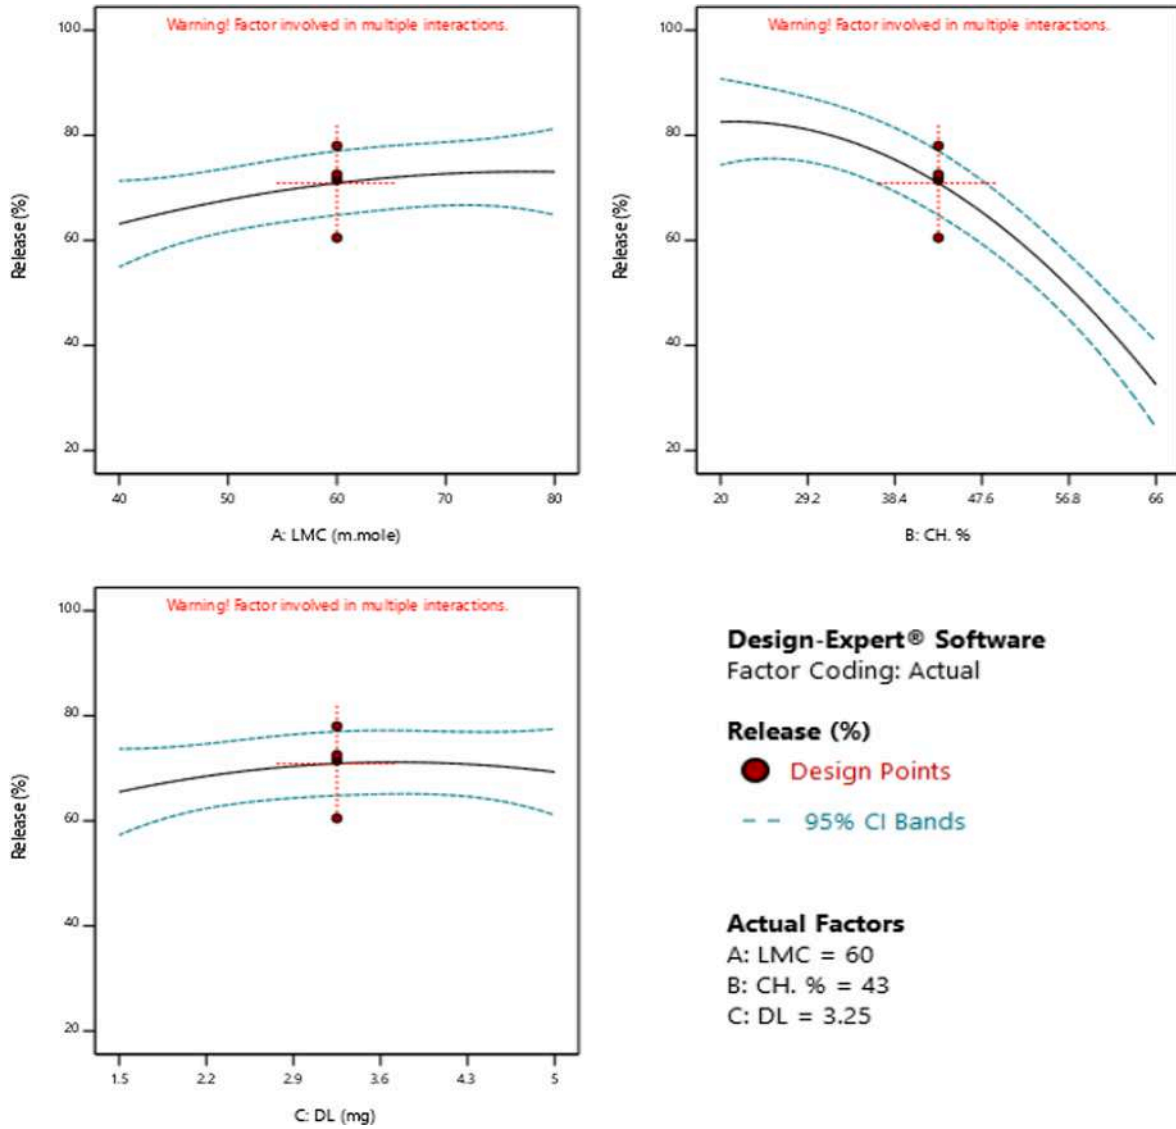 Warning! Factor involved in multiple interactions.
100
80
60
40
20
Release (%)
40 50 60 70 80
A: LMC (m.mole)
Warning! Factor involved in multiple interactions.
100
80
60
40
20
Release (%)
20 29.2 38.4 47.6 56.8 66
B: CH. %
Warning! Factor involved in multiple interactions.
100
80
60
40
20
Release (%)
1.5 2.2 2.9 3.6 4.3 5
C: DL (mg)
Design-Expert® Software
Factor Coding: Actual
Release (%)
Design Points
95% CI Bands
Actual Factors
A: LMC = 60
B: CH. % = 43
C: DL = 3.25